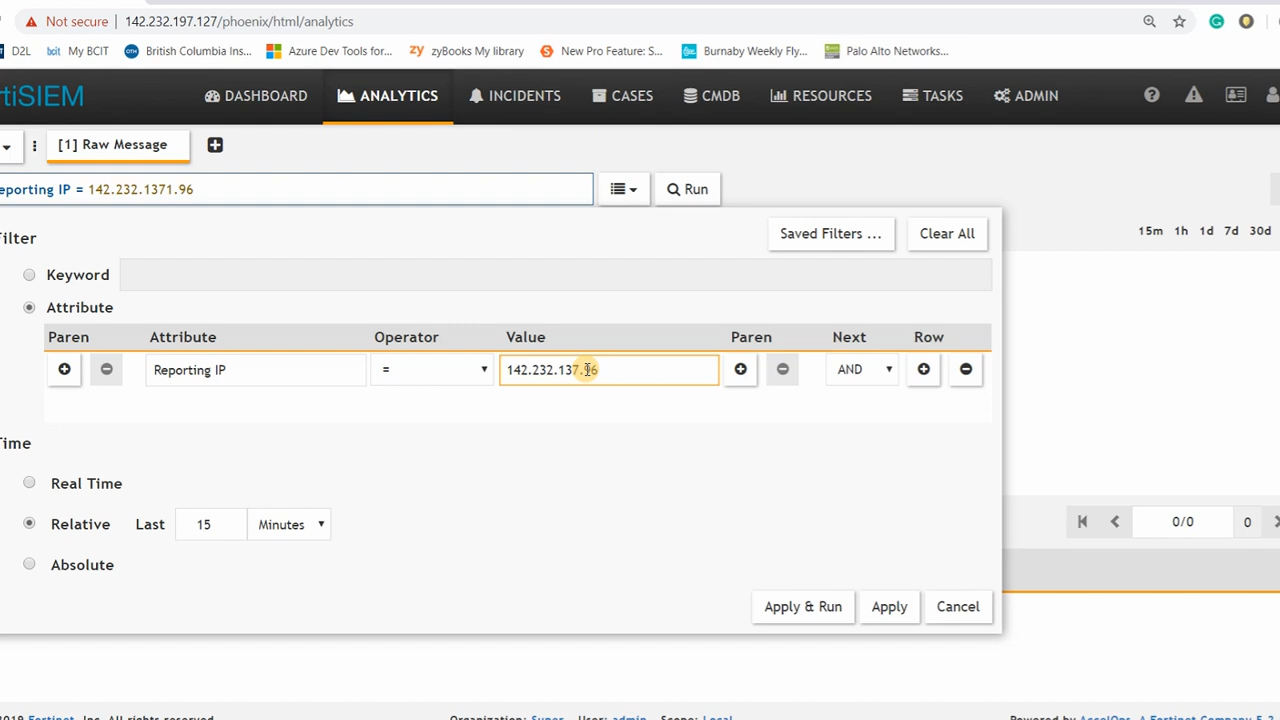 Not secure 142.232.197.127/phoenix/html/analytics
D2L My BCIT British Columbia Ins... Azure Dev Tools for... zyBooks My library New Pro Feature: S... Burnaby Weekly Fly... Palo Alto Networks...
rtiSIEM DASHBOARD ANALYTICS INCIDENTS CASES CMDB RESOURCES TASKS ADMIN
[1] Raw Message
eporting IP = 142.232.1371.96 Run
Filter Saved Filters ... Clear All 15m 1h 1d 7d 30d
Keyword
Attribute
Paren Attribute Operator Value Paren Next Row
Reporting IP = 142.232.137.96 AND
Time
Real Time
Relative Last 15 Minutes 0/0 0
Absolute
Apply & Run Apply Cancel